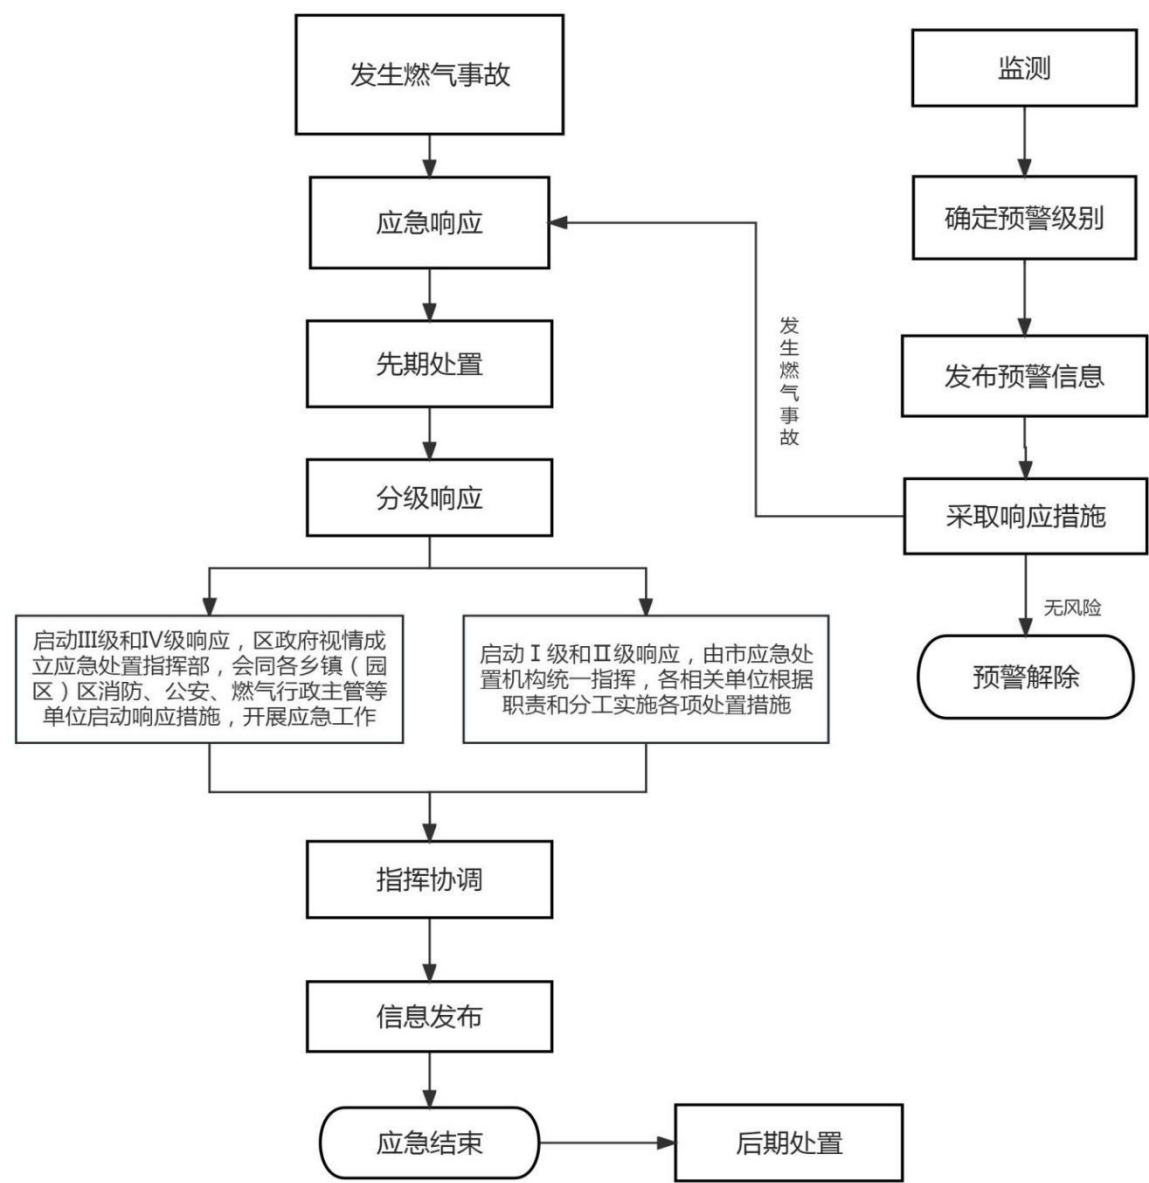 发生燃气事故
应急响应
先期处置
分级响应
启动III级和IV级响应，区政府视情成
立应急处置指挥部，会同各乡镇（园
区）区消防、公安、燃气行政主管等
单位启动响应措施，开展应急工作
启动Ⅰ级和Ⅱ级响应，由市应急处
置机构统一指挥，各相关单位根据
职责和分工实施各项处置措施
指挥协调
信息发布
应急结束
后期处置
监测
确定预警级别
发布预警信息
采取响应措施
发生燃气事故
无风险
预警解除